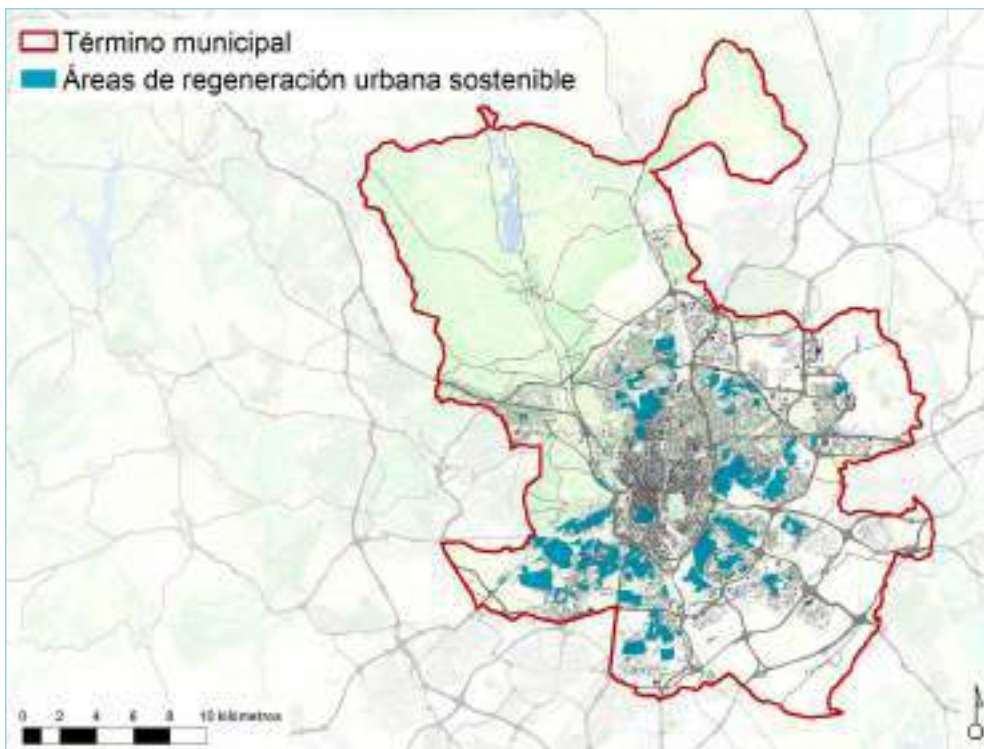 Término municipal
Áreas de regeneración urbana sostenible
0 2 4 6 8 10 kilómetros